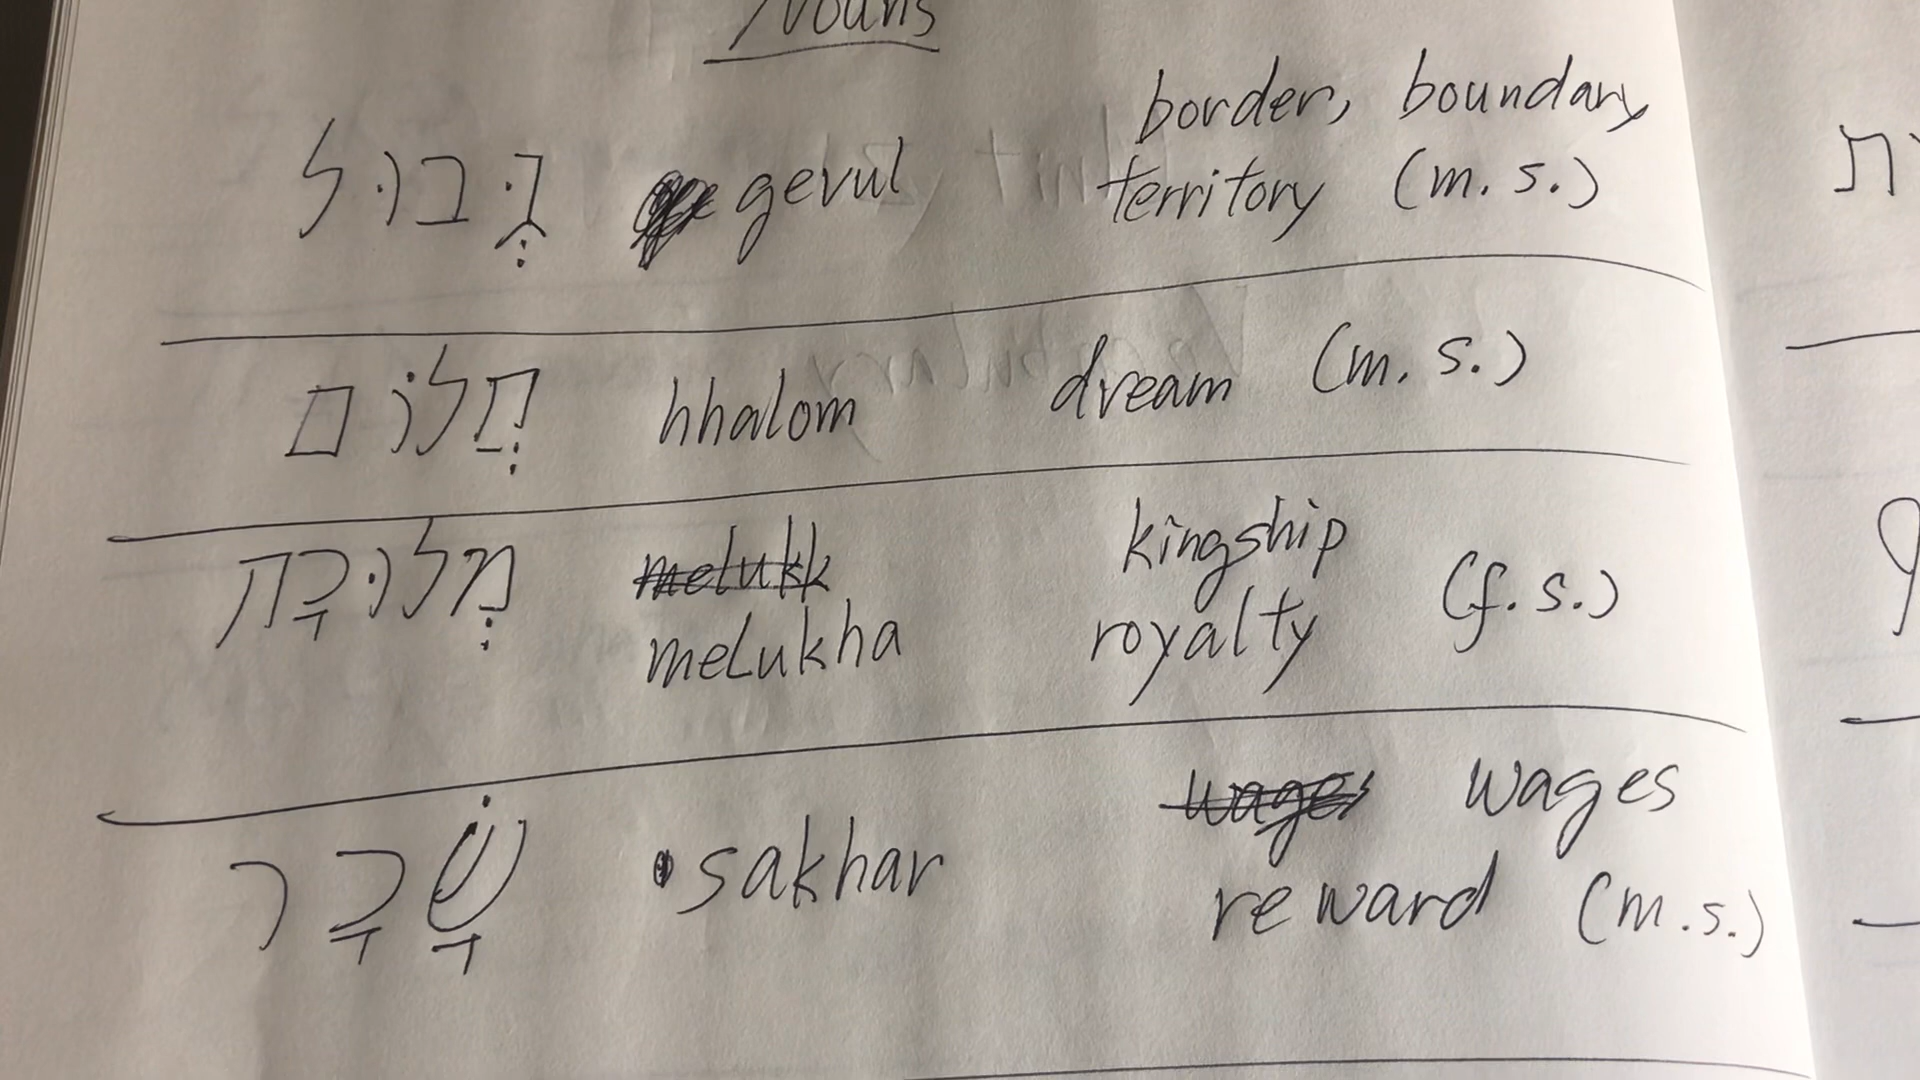 Nouns
גְּבוּל gevul border, boundary
territory (m. s.)
חֲלוֹם hhalom dream (m. s.)
מְלוּכָה melukk kingship
melukha royalty (f. s.)
שָׂכָר sakhar wages wages
reward (m. s.)